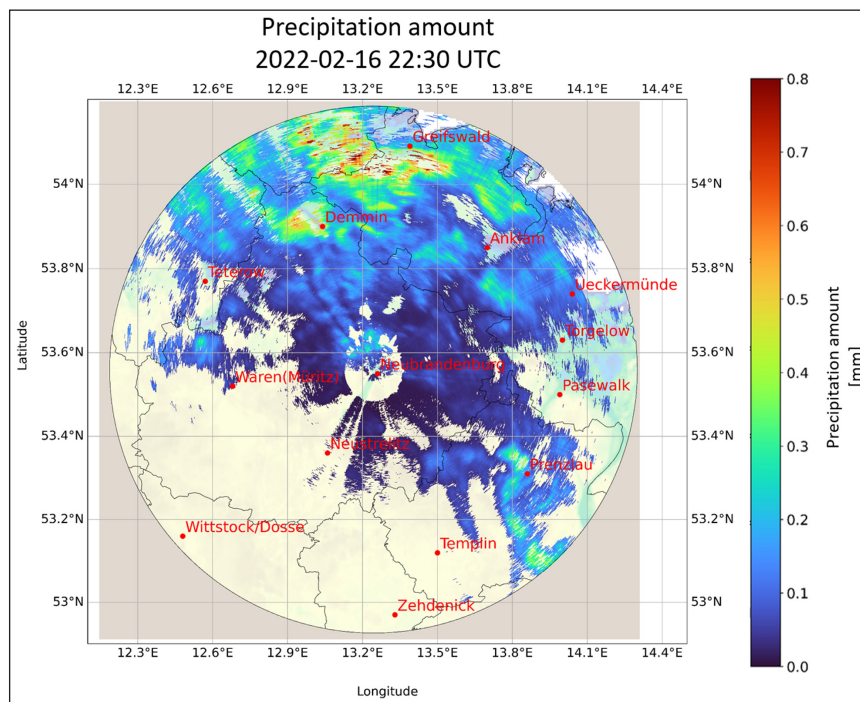 Precipitation amount
2022-02-16 22:30 UTC
12.3°E 12.6°E 12.9°E 13.2°E 13.5°E 13.8°E 14.1°E 14.4°E
0.8
Greifswald
54°N 54°N
0.7
Demmin
Anklam
53.8°N 53.8°N
Teterow
Ueckermünde
0.6
Torgelow
53.6°N 53.6°N
0.5
Neubrandenburg
Waren(Müritz)
Pasewalk
Latitude
0.4
53.4°N 53.4°N
Neustrelitz
Prenzlau
0.3
53.2°N 53.2°N
Wittstock/Dosse
0.2
Templin
53°N 53°N
Zehdenick
0.1
0.0
12.3°E 12.6°E 12.9°E 13.2°E 13.5°E 13.8°E 14.1°E 14.4°E
Longitude
Precipitation amount
[mm]